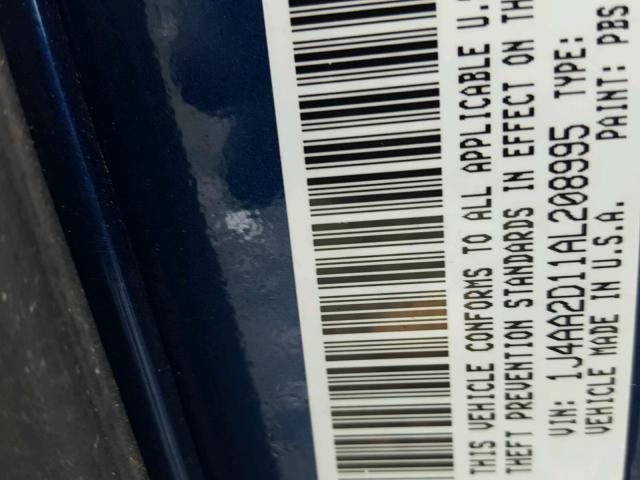 THIS VEHICLE CONFORMS TO ALL APPLICABLE U.S
THEFT PREVENTION STANDARDS IN EFFECT ON TH
VIN: 1J4AA2D11AL208995 TYPE:
VEHICLE MADE IN U.S.A. PAINT: PBS